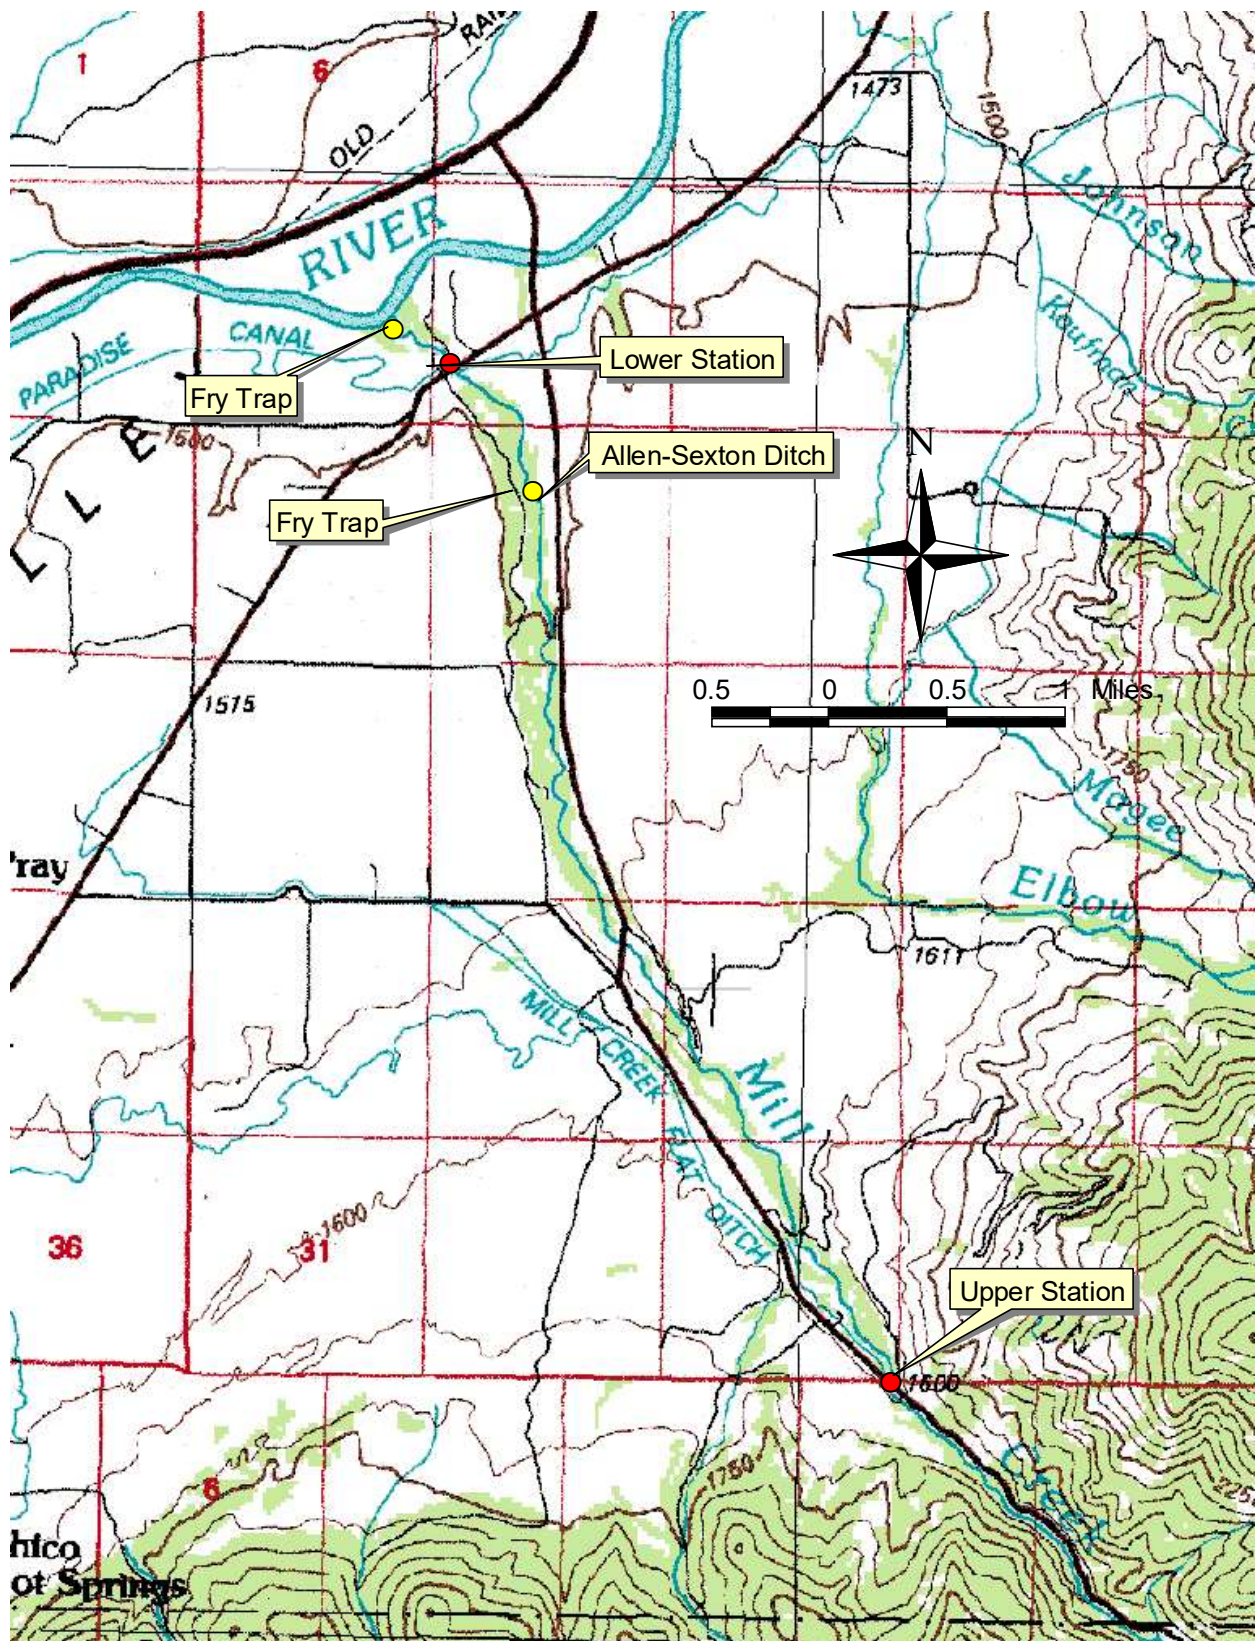 1
6
OLD
1473
1500
RIVER
Johnson
Kaufman
PARADISE CANAL
Lower Station
Fry Trap
1500
Allen-Sexton Ditch
N
E
L
L
Fry Trap
0.5 0 0.5 1 Miles
1515
1750
Magee
Elbow
1611
MILL CREEK FLAT DITCH
Mill
1600
36
31
Upper Station
1600
Creek
1750
6
ot Springs